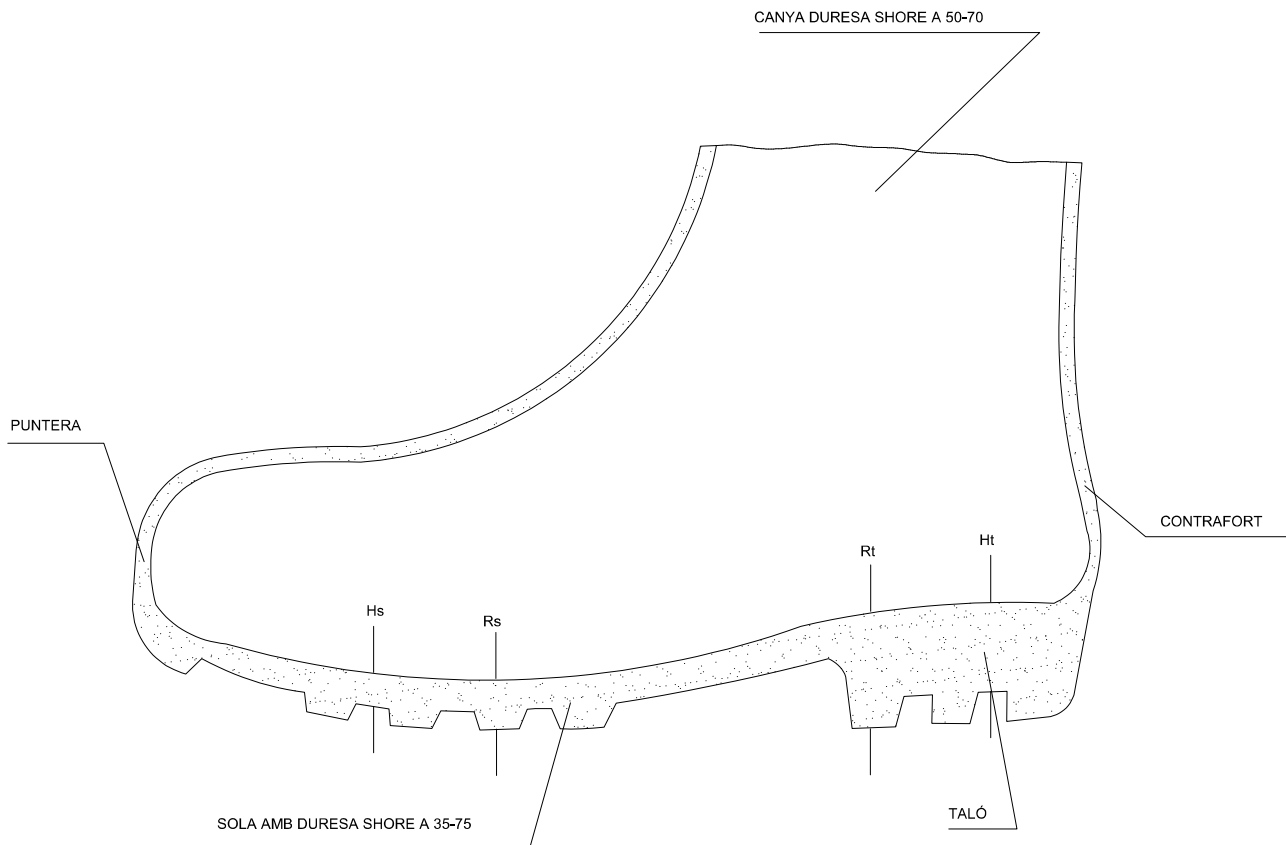 CANYA DURESA SHORE A 50-70
PUNTERA
CONTRAFORT
Rt
Ht
Hs
Rs
TALÓ
SOLA AMB DURESA SHORE A 35-75